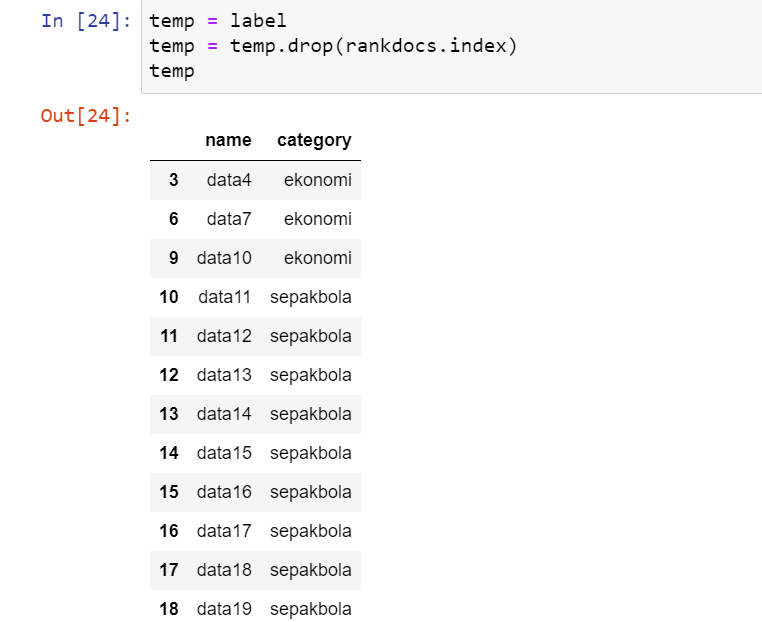 In [24]: temp = label
temp = temp.drop(rankdocs.index)
temp
Out[24]:
name category
3 data4 ekonomi
6 data7 ekonomi
9 data10 ekonomi
10 data11 sepakbola
11 data12 sepakbola
12 data13 sepakbola
13 data14 sepakbola
14 data15 sepakbola
15 data16 sepakbola
16 data17 sepakbola
17 data18 sepakbola
18 data19 sepakbola